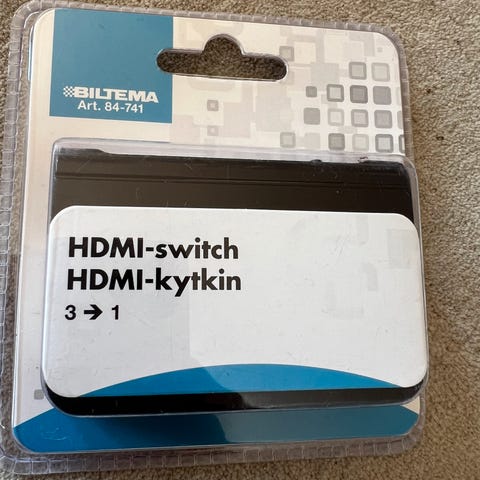 BILTEMA
Art. 84-741
HDMI-switch
HDMI-kytkin
3 → 1